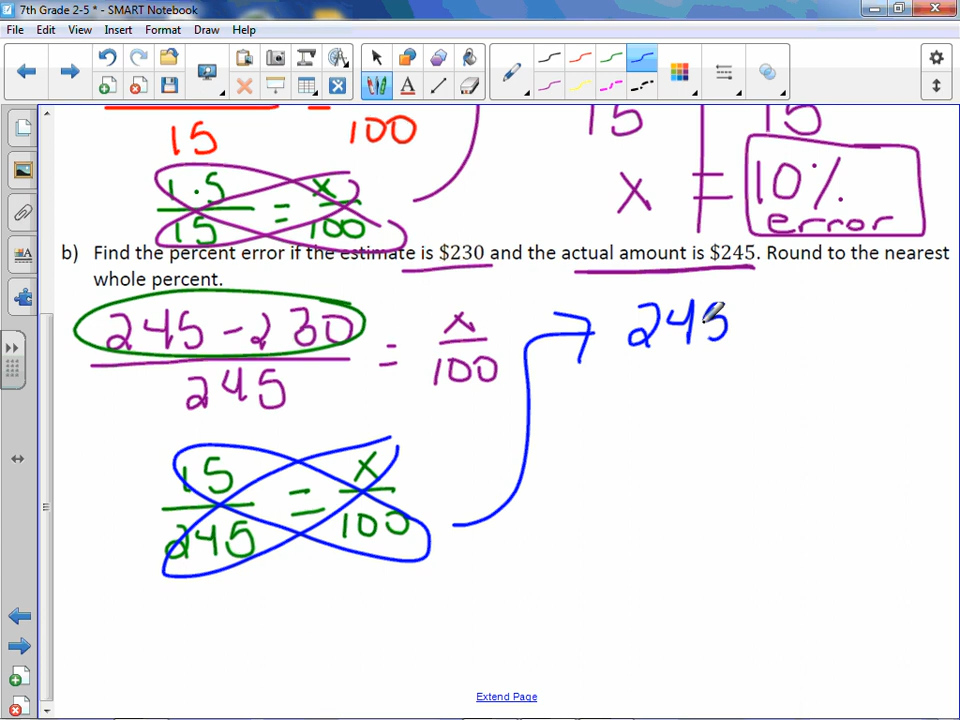 7th Grade 2-5 * - SMART Notebook
File Edit View Insert Format Draw Help
15 100
15 15
1.5 = x
15 100
x = 10%
error
b) Find the percent error if the estimate is $230 and the actual amount is $245. Round to the nearest
whole percent.
245 - 230 = x
245 100
245
15 = x
245 100
Extend Page